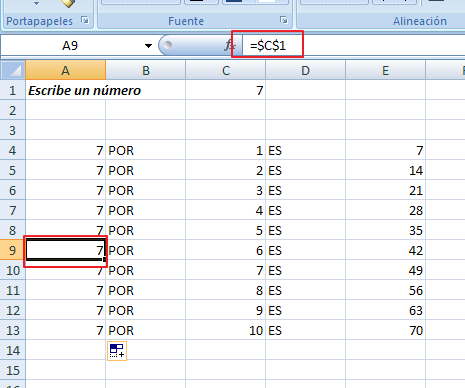 Portapapeles Fuente Alineación
A9 fx =$C$1
A B C D E F
1 Escribe un número 7
2
3
4 7 POR 1 ES 7
5 7 POR 2 ES 14
6 7 POR 3 ES 21
7 7 POR 4 ES 28
8 7 POR 5 ES 35
9 7 POR 6 ES 42
10 7 POR 7 ES 49
11 7 POR 8 ES 56
12 7 POR 9 ES 63
13 7 POR 10 ES 70
14
15